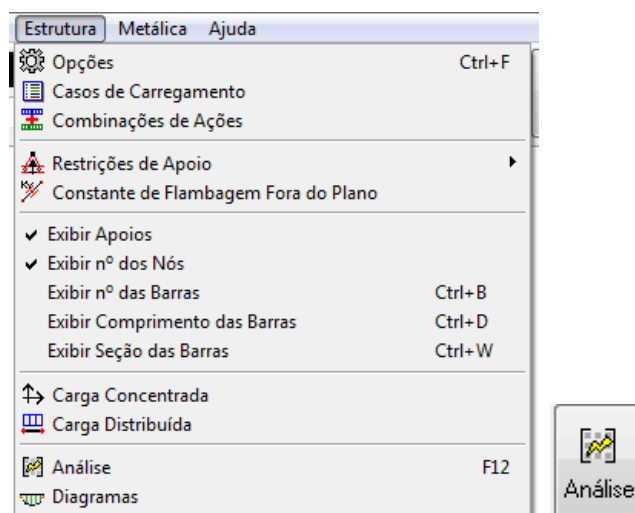 Estrutura Metálica Ajuda
Opções Ctrl+F
Casos de Carregamento
Combinações de Ações
Restrições de Apoio
Constante de Flambagem Fora do Plano
Exibir Apoios
Exibir nº dos Nós
Exibir nº das Barras Ctrl+B
Exibir Comprimento das Barras Ctrl+D
Exibir Seção das Barras Ctrl+W
Carga Concentrada
Carga Distribuída
Análise F12
Diagramas
Análise